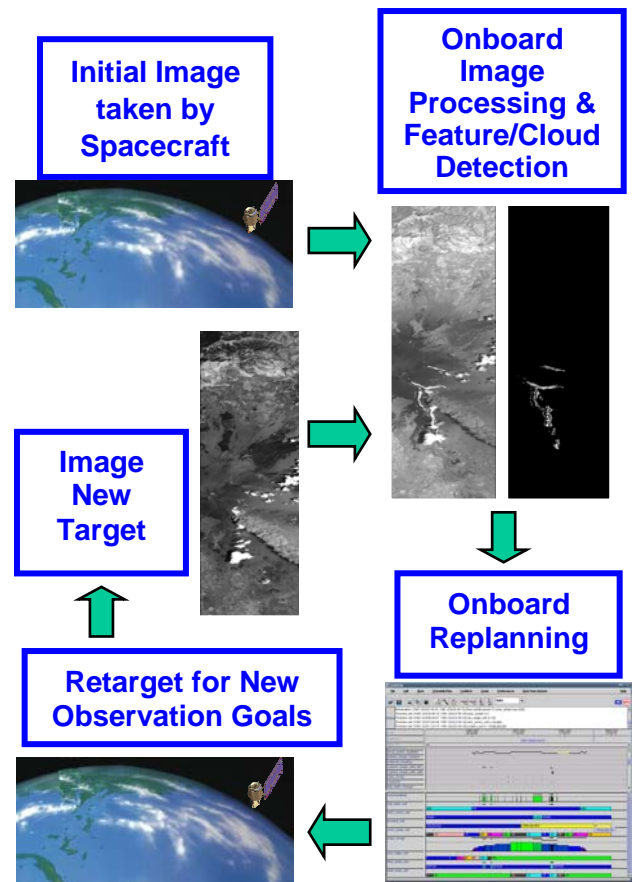 Initial Image
taken by
Spacecraft
Onboard
Image
Processing &
Feature/Cloud
Detection
Image
New
Target
Onboard
Replanning
Retarget for New
Observation Goals